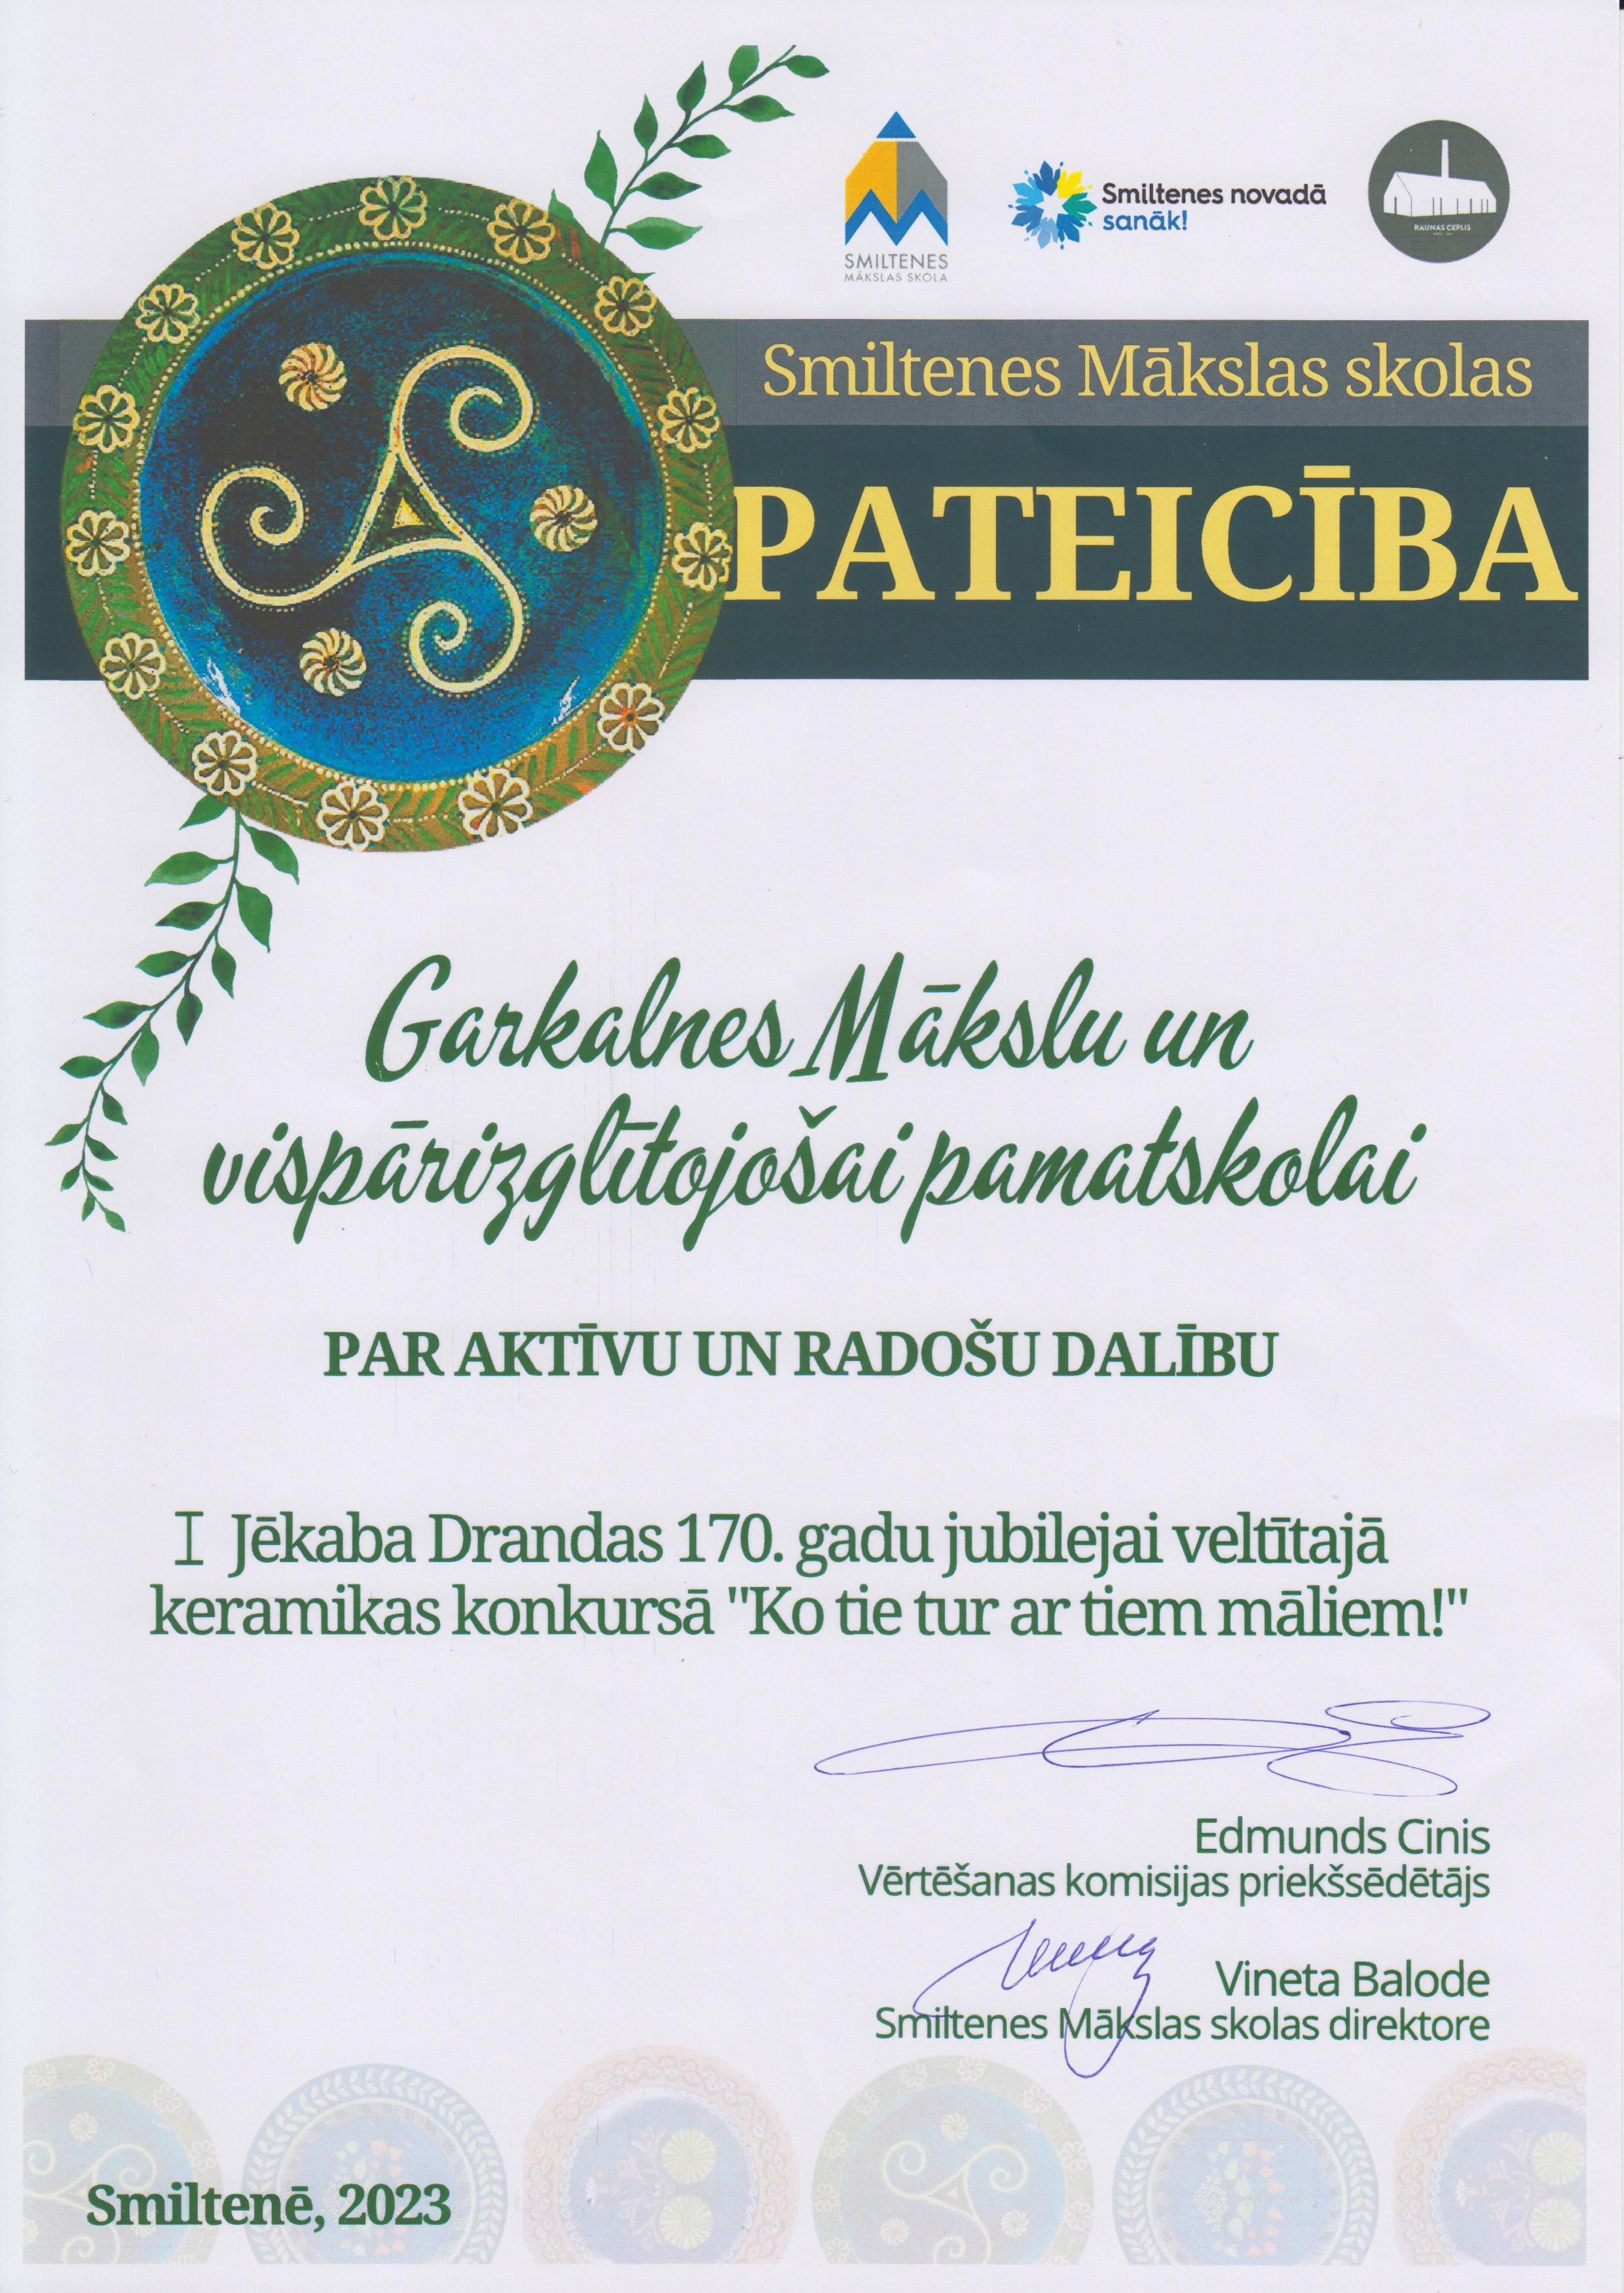 SMILTENES
MĀKSLAS SKOLA
Smiltenes novadā
sanāk!
RAUNAS CEPLIS
Smiltenes Mākslas skolas
PATEICĪBA
Garkalnes Mākslu un
vispārizglītojošai pamatskolai
PAR AKTĪVU UN RADOŠU DALĪBU
I Jēkaba Drandas 170. gadu jubilejai veltītajā
keramikas konkursā "Ko tie tur ar tiem māliem!"
Edmunds Cinis
Vērtēšanas komisijas priekšsēdētājs
Vineta Balode
Smiltenes Mākslas skolas direktore
Smiltenē, 2023